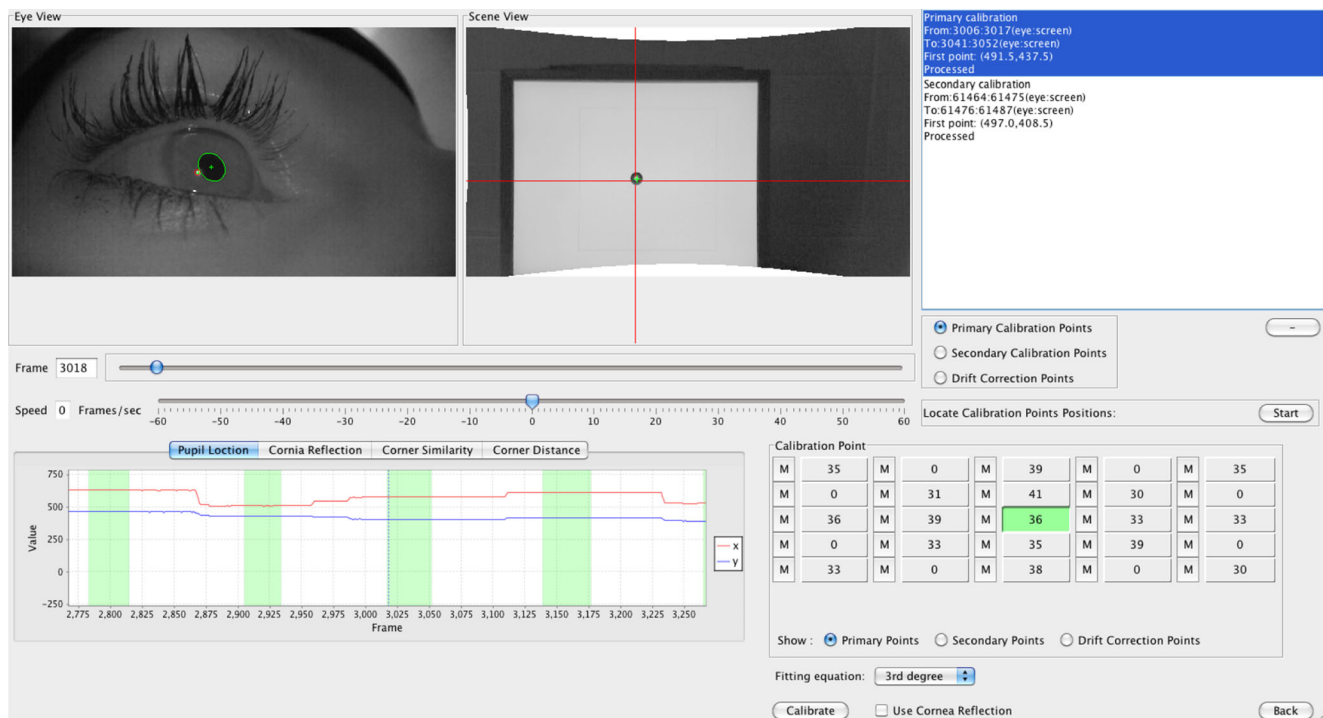 Eye View
Scene View
Primary calibration
From:3006:3017(eye:screen)
To:3041:3052(eye:screen)
First point: (491.5,437.5)
Processed
Secondary calibration
From:61464:61475(eye:screen)
To:61476:61487(eye:screen)
First point: (497.0,408.5)
Processed
Primary Calibration Points
–
Secondary Calibration Points
Drift Correction Points
Frame 3018
Speed 0 Frames/sec
-60 -50 -40 -30 -20 -10 0 10 20 30 40 50 60
Locate Calibration Points Positions: Start
Pupil Loction Cornia Reflection Corner Similarity Corner Distance
750
500
250
0
-250
Value
2,775 2,800 2,825 2,850 2,875 2,900 2,925 2,950 2,975 3,000 3,025 3,050 3,075 3,100 3,125 3,150 3,175 3,200 3,225 3,250
Frame
x
y
Calibration Point
M 35 M 0 M 39 M 0 M 35
M 0 M 31 M 41 M 30 M 0
M 36 M 39 M 36 M 33 M 33
M 0 M 33 M 35 M 39 M 0
M 33 M 0 M 38 M 0 M 30
Show : Primary Points Secondary Points Drift Correction Points
Fitting equation: 3rd degree
Calibrate Use Cornea Reflection Back